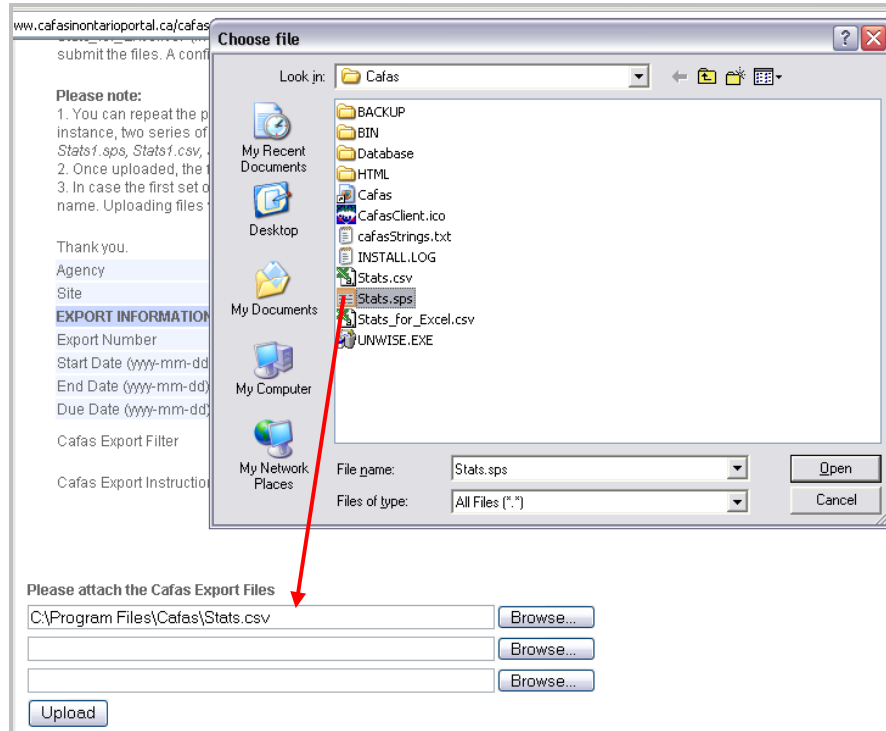 ww.cafasinontarioportal.ca/cafas
Choose file
submit the files. A confi
Look in: Cafas
Please note:
1. You can repeat the p
instance, two series of
Stats1.sps, Stats1.csv,
2. Once uploaded, the f
3. In case the first set o
name. Uploading files
Thank you.
Agency
Site
EXPORT INFORMATION
Export Number
Start Date (yyyy-mm-dd
End Date (yyyy-mm-dd)
Due Date (yyyy-mm-dd)
Cafas Export Filter
Cafas Export Instruction
My Recent
Documents
Desktop
My Documents
My Computer
My Network
Places
BACKUP
BIN
Database
HTML
Cafas
CafasClient.ico
cafasStrings.txt
INSTALL.LOG
Stats.csv
Stats.sps
Stats_for_Excel.csv
UNWISE.EXE
File name: Stats.sps Open
Files of type: All Files (*.*) Cancel
Please attach the Cafas Export Files
C:\Program Files\Cafas\Stats.csv Browse...
Browse...
Browse...
Upload